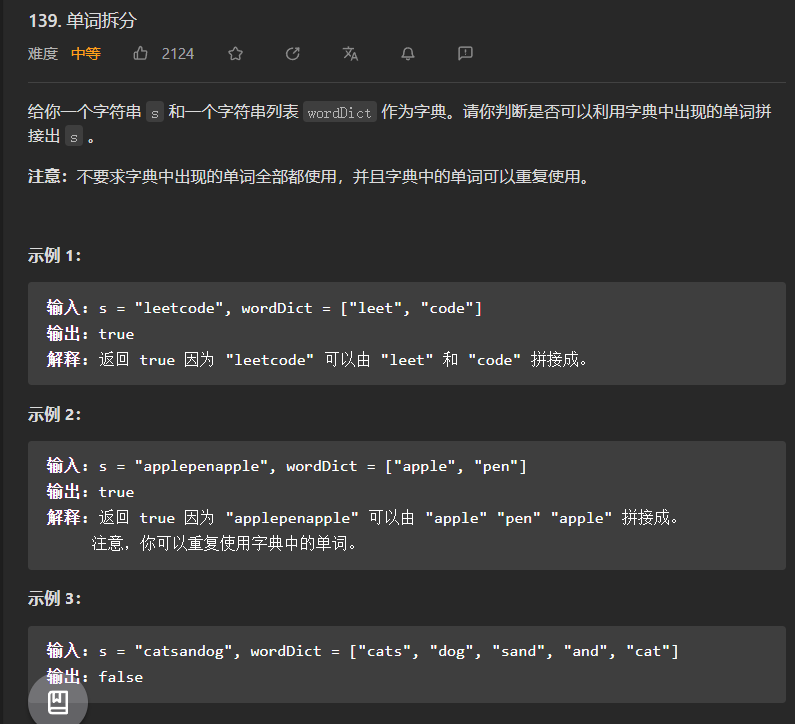 139. 单词拆分
难度 中等 2124
给你一个字符串 s 和一个字符串列表 wordDict 作为字典。请你判断是否可以利用字典中出现的单词拼
接出 s 。
注意：不要求字典中出现的单词全部都使用，并且字典中的单词可以重复使用。
示例 1：
输入: s = "leetcode", wordDict = ["leet", "code"]
输出: true
解释: 返回 true 因为 "leetcode" 可以由 "leet" 和 "code" 拼接成。
示例 2：
输入: s = "applepenapple", wordDict = ["apple", "pen"]
输出: true
解释: 返回 true 因为 "applepenapple" 可以由 "apple" "pen" "apple" 拼接成。
注意，你可以重复使用字典中的单词。
示例 3：
输入: s = "catsandog", wordDict = ["cats", "dog", "sand", "and", "cat"]
输出: false